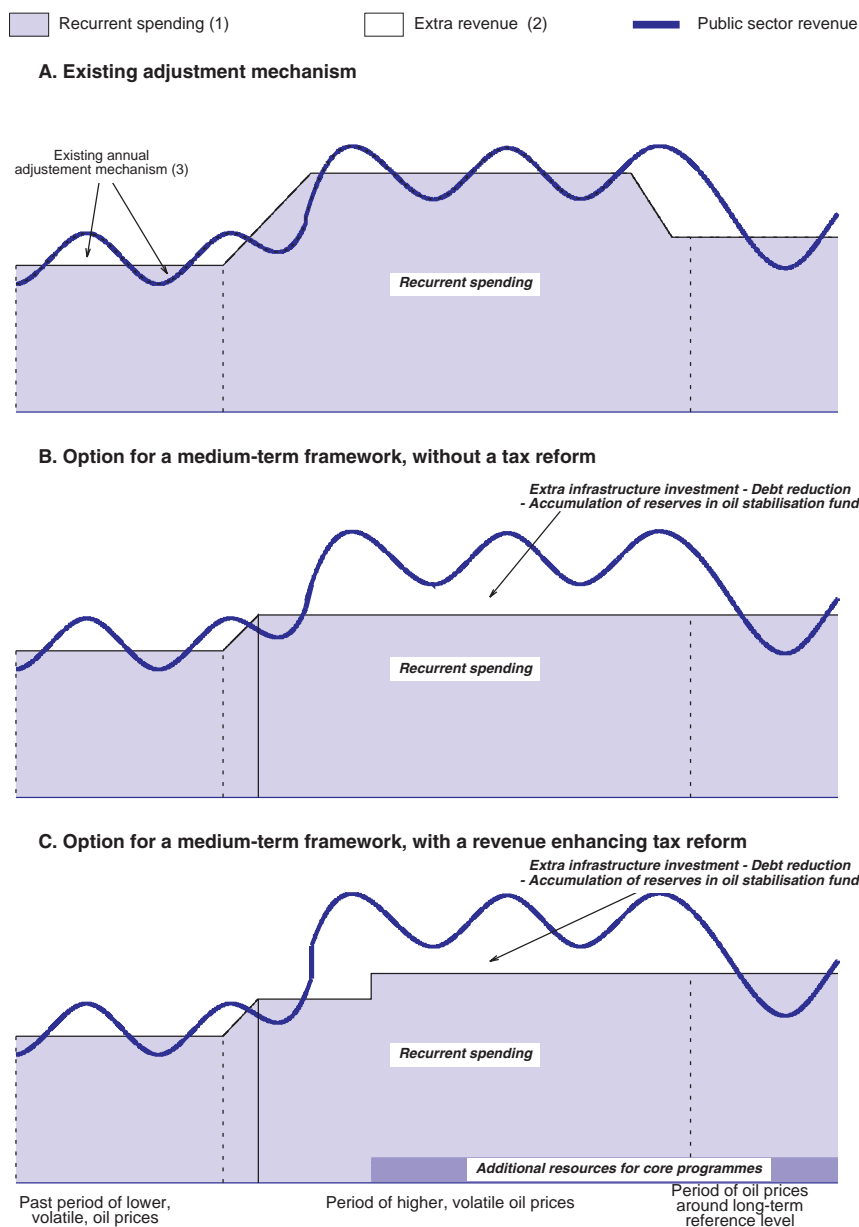 Recurrent spending (1) Extra revenue (2) Public sector revenue
A. Existing adjustment mechanism
Existing annual
adjustement mechanism (3)
Recurrent spending
B. Option for a medium-term framework, without a tax reform
Extra infrastructure investment - Debt reduction
- Accumulation of reserves in oil stabilisation fund
Recurrent spending
C. Option for a medium-term framework, with a revenue enhancing tax reform
Extra infrastructure investment - Debt reduction
- Accumulation of reserves in oil stabilisation fund
Recurrent spending
Additional resources for core programmes
Past period of lower,
volatile, oil prices
Period of higher, volatile oil prices
Period of oil prices
around long-term
reference level